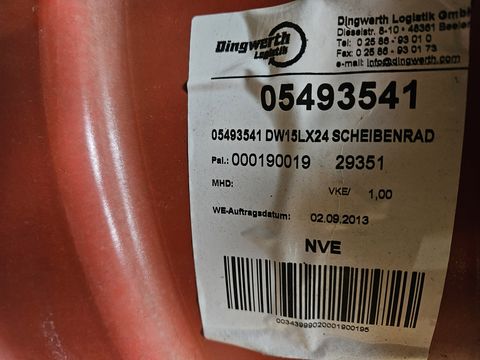 Dingwerth
Logistik
Dingwerth Logistik GmbH
Dieselstr. 8-10 • 48361 Beelen
Tel: 0 25 86 - 93 01 0
Fax: 0 25 86 - 93 01 73
e-mail: info@dingwerth.com
05493541
05493541 DW15LX24 SCHEIBENRAD
Pal.: 000190019 29351
MHD: VKE/ 1,00
WE-Auftragsdatum: 02.09.2013
NVE
00343999020001900195